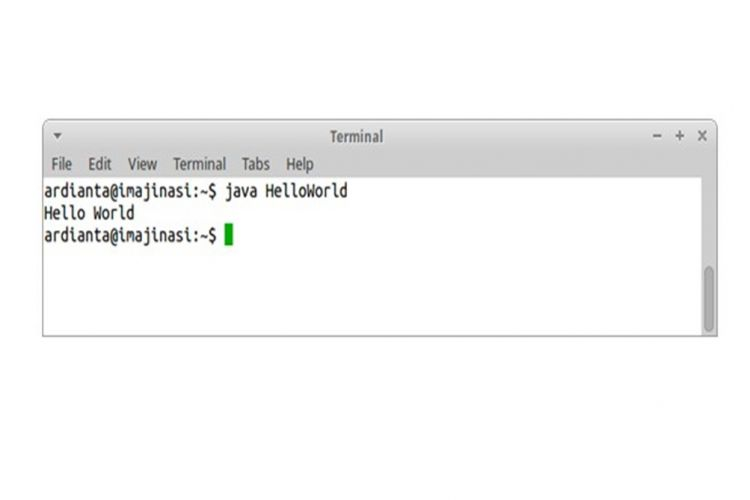 Terminal
File Edit View Terminal Tabs Help
ardianta@imajinasi:~$ java HelloWorld
Hello World
ardianta@imajinasi:~$